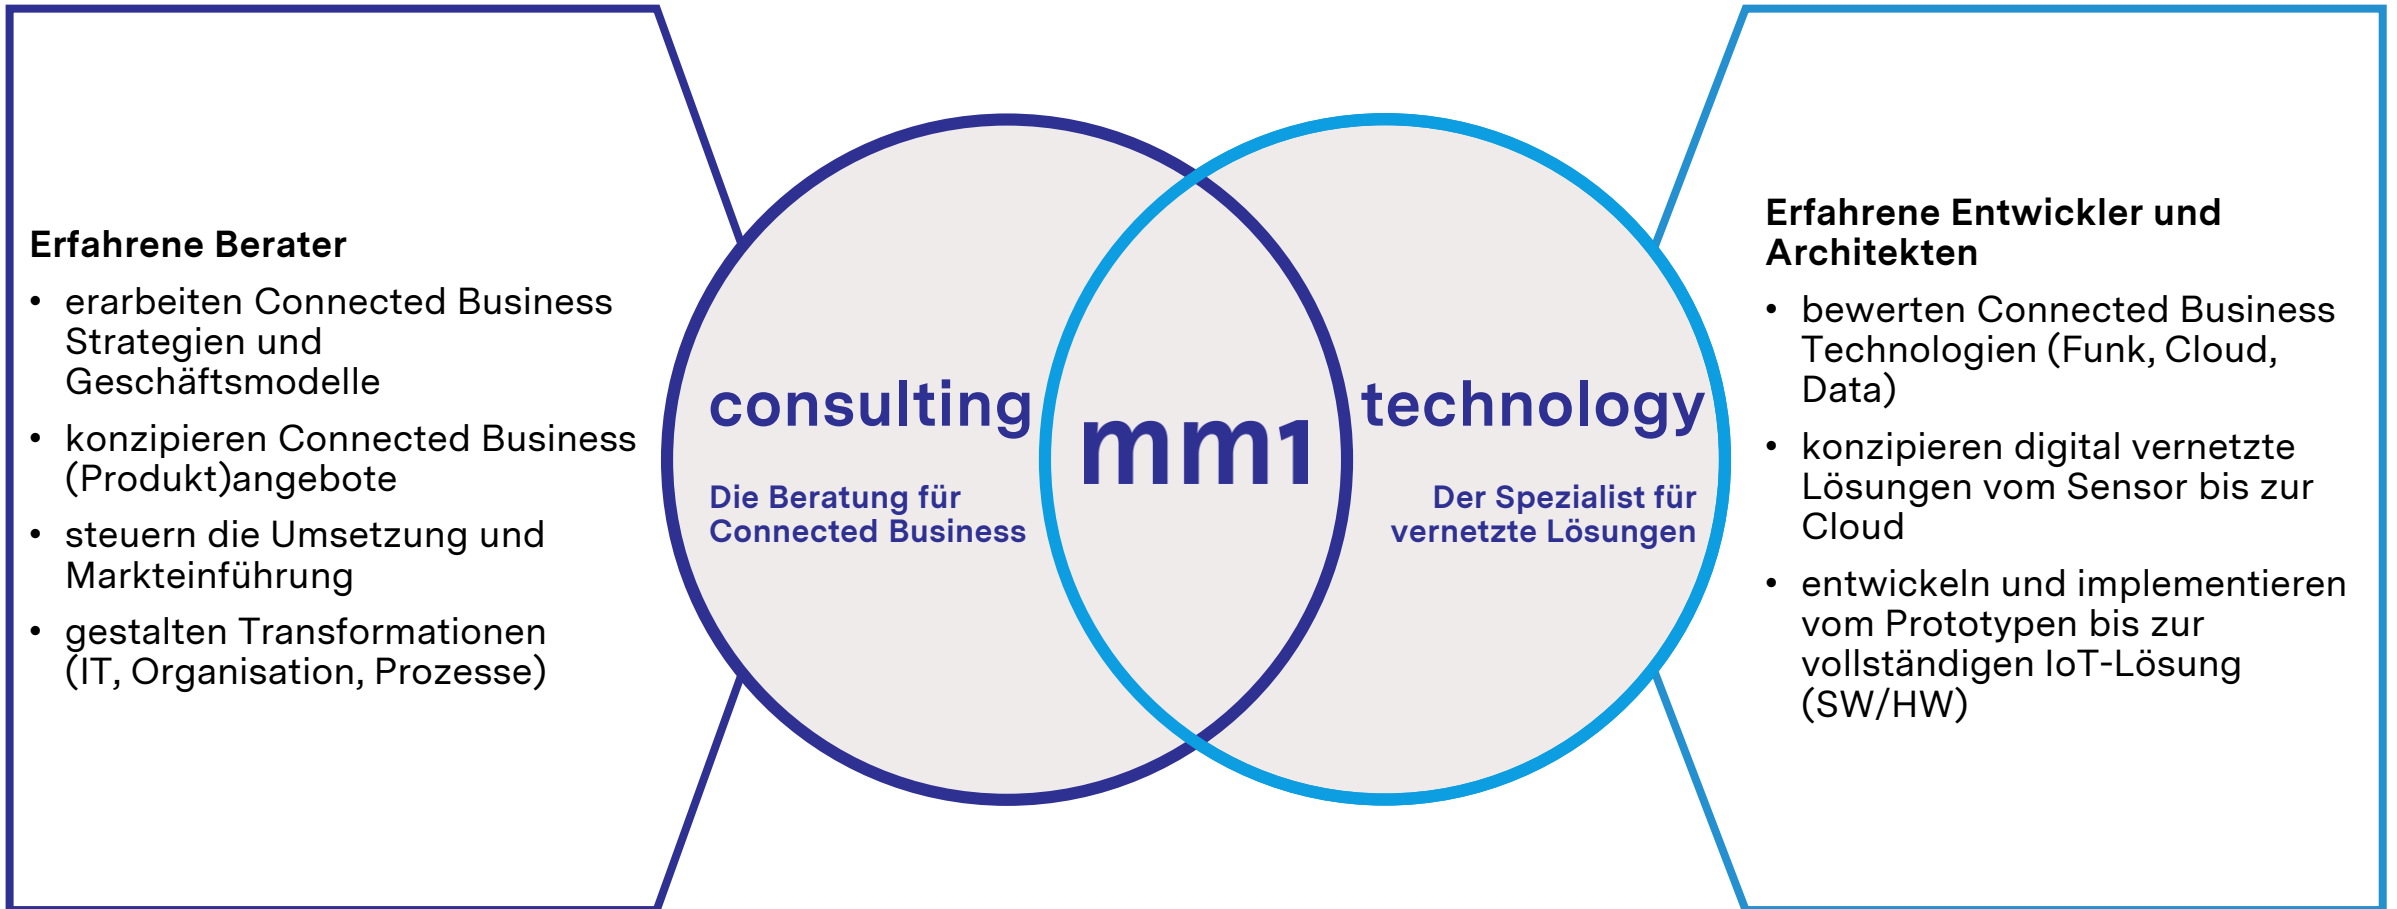 Erfahrene Berater
• erarbeiten Connected Business
Strategien und
Geschäftsmodelle
• konzipieren Connected Business
(Produkt)angebote
• steuern die Umsetzung und
Markteinführung
• gestalten Transformationen
(IT, Organisation, Prozesse)
consulting
Die Beratung für
Connected Business
mm1
technology
Der Spezialist für
vernetzte Lösungen
Erfahrene Entwickler und
Architekten
• bewerten Connected Business
Technologien (Funk, Cloud,
Data)
• konzipieren digital vernetzte
Lösungen vom Sensor bis zur
Cloud
• entwickeln und implementieren
vom Prototypen bis zur
vollständigen IoT-Lösung
(SW/HW)